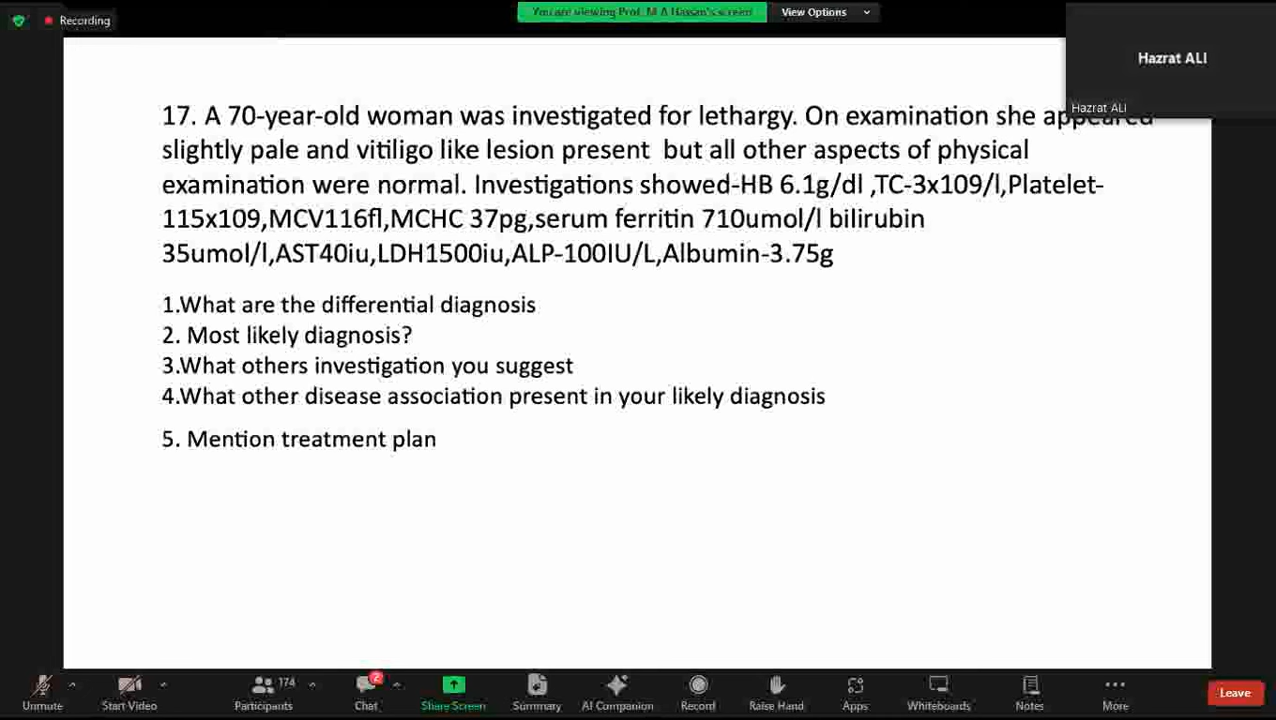 Recording
You are viewing Prof. M A Hassan's screen
View Options
Hazrat ALI
Hazrat ALI
17. A 70-year-old woman was investigated for lethargy. On examination she appeared
slightly pale and vitiligo like lesion present but all other aspects of physical
examination were normal. Investigations showed-HB 6.1g/dl ,TC-3x109/l,Platelet-
115x109,MCV116fl,MCHC 37pg,serum ferritin 710umol/l bilirubin
35umol/l,AST40iu,LDH1500iu,ALP-100IU/L,Albumin-3.75g
1.What are the differential diagnosis
2. Most likely diagnosis?
3.What others investigation you suggest
4.What other disease association present in your likely diagnosis
5. Mention treatment plan
174
2
Unmute
Start Video
Participants
Chat
Share Screen
Summary
AI Companion
Record
Raise Hand
Apps
Whiteboards
Notes
More
Leave